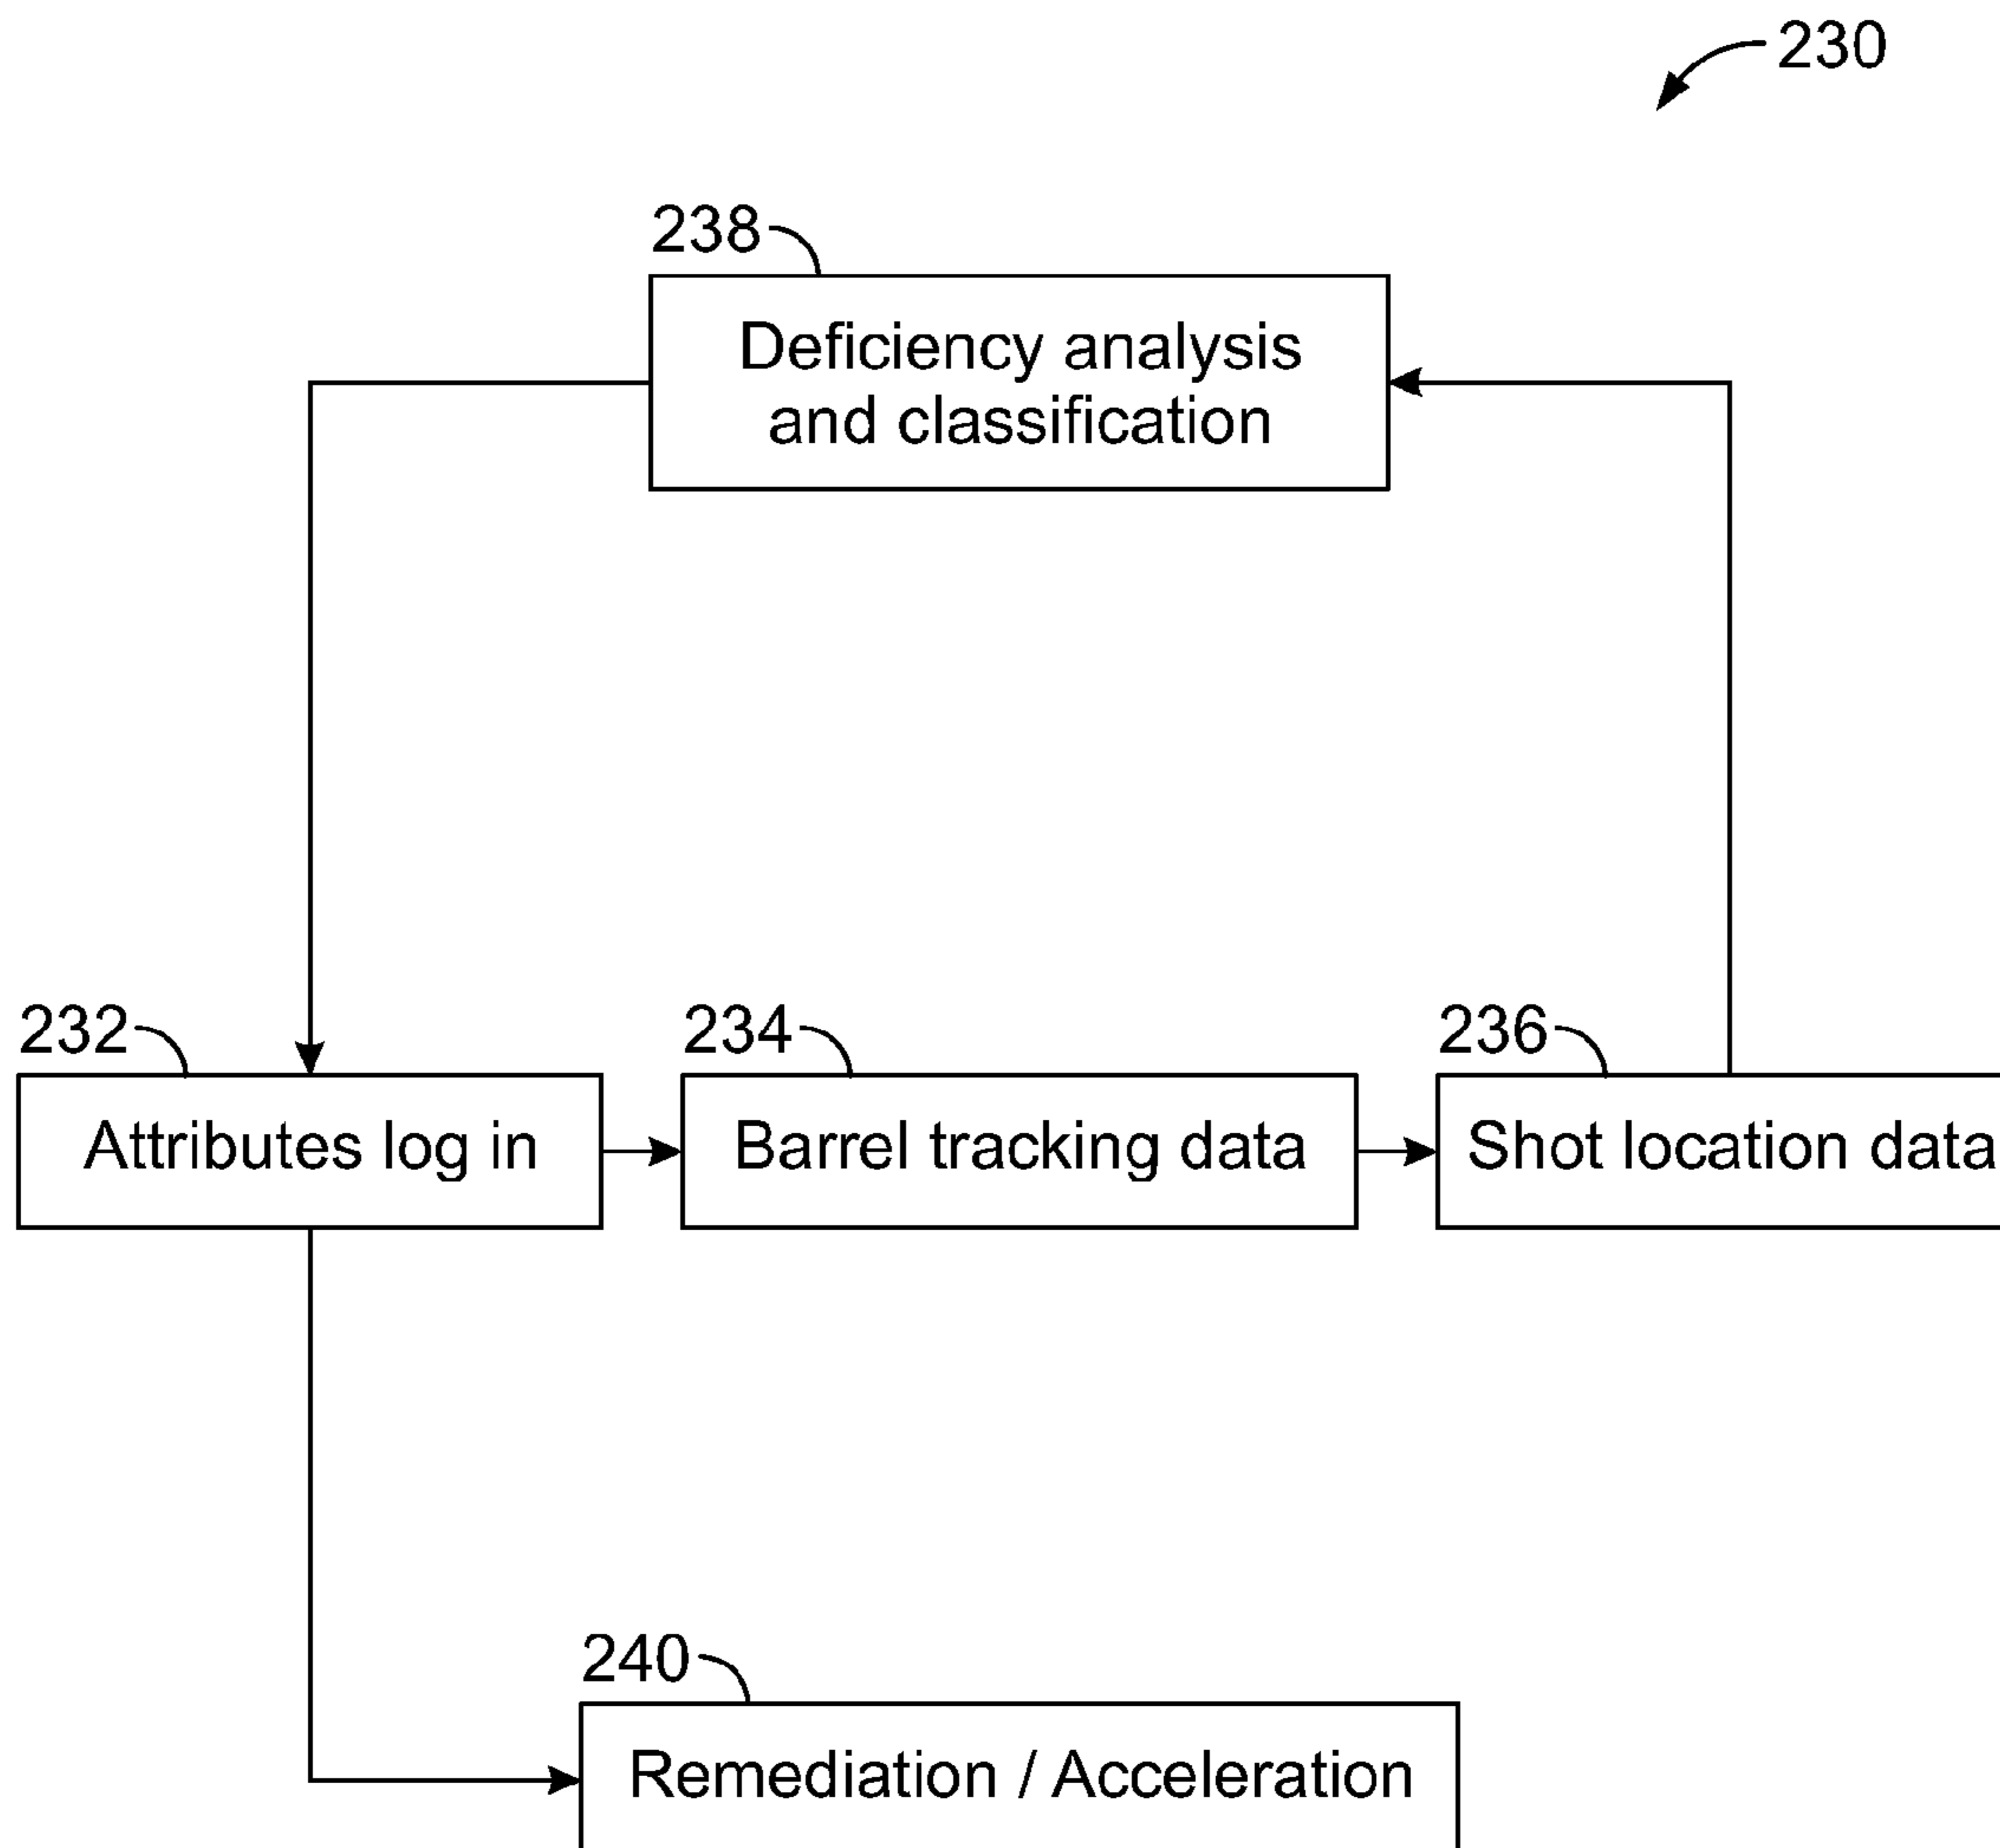 230
238
Deficiency analysis
and classification
232
234
236
Attributes log in
Barrel tracking data
Shot location data
240
Remediation / Acceleration